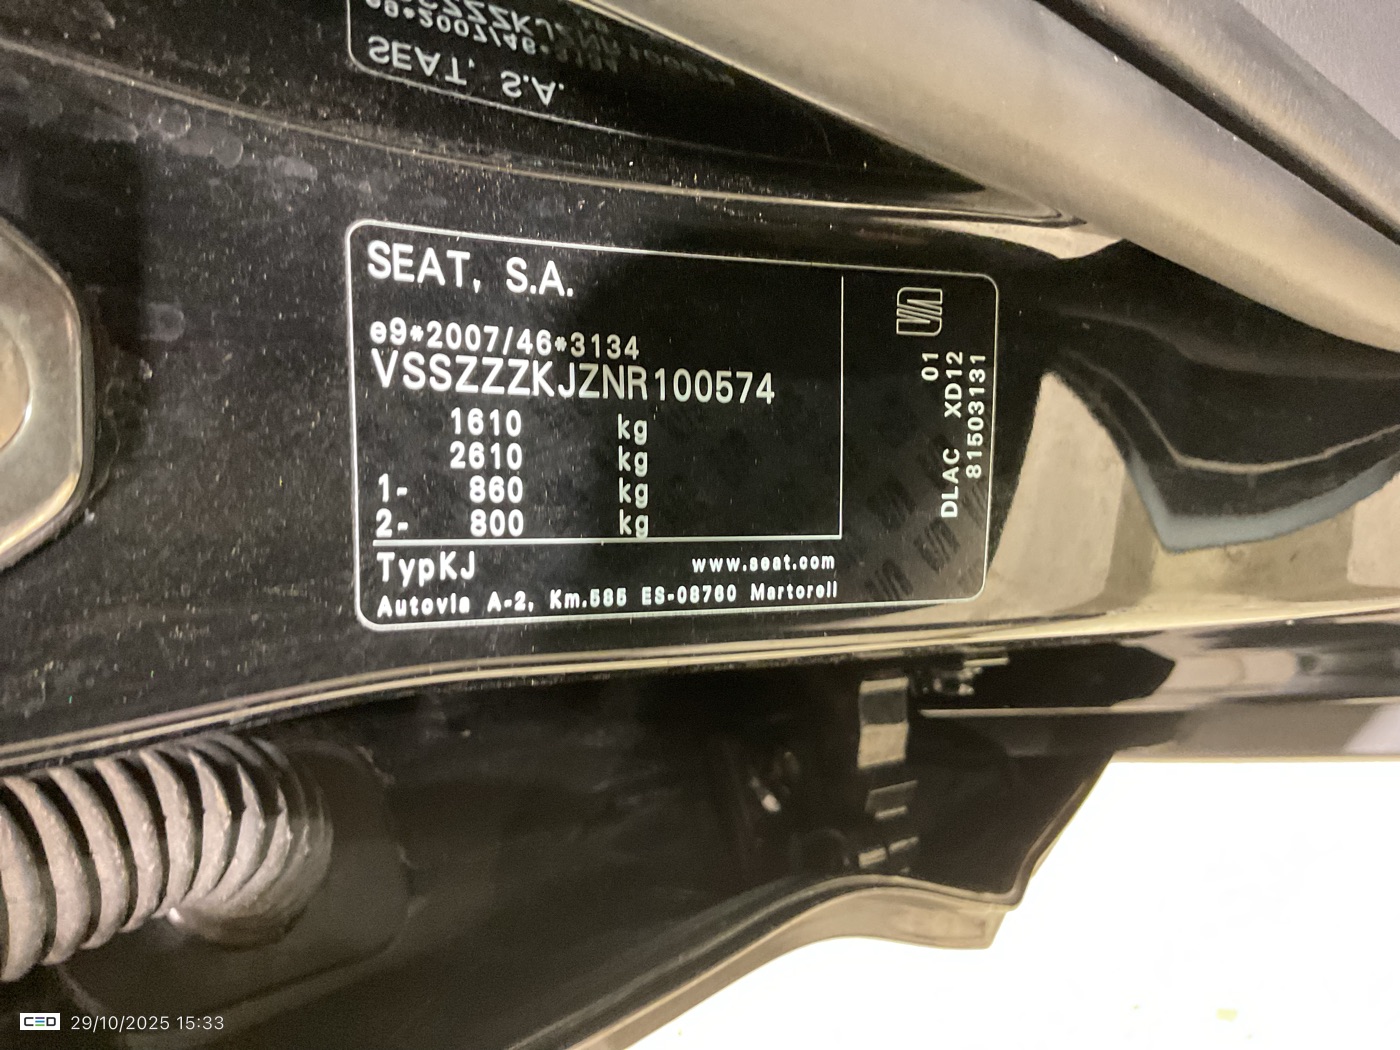 SEAT, S.A.
e9*2007/46*3134
VSSZZZKJZNR100574
1610 kg
2610 kg
1- 860 kg
2- 800 kg
TypKJ www.seat.com
Autovia A-2, Km.585 ES-08760 Martorell
01
DLAC XD12
81503131
CED 29/10/2025 15:33